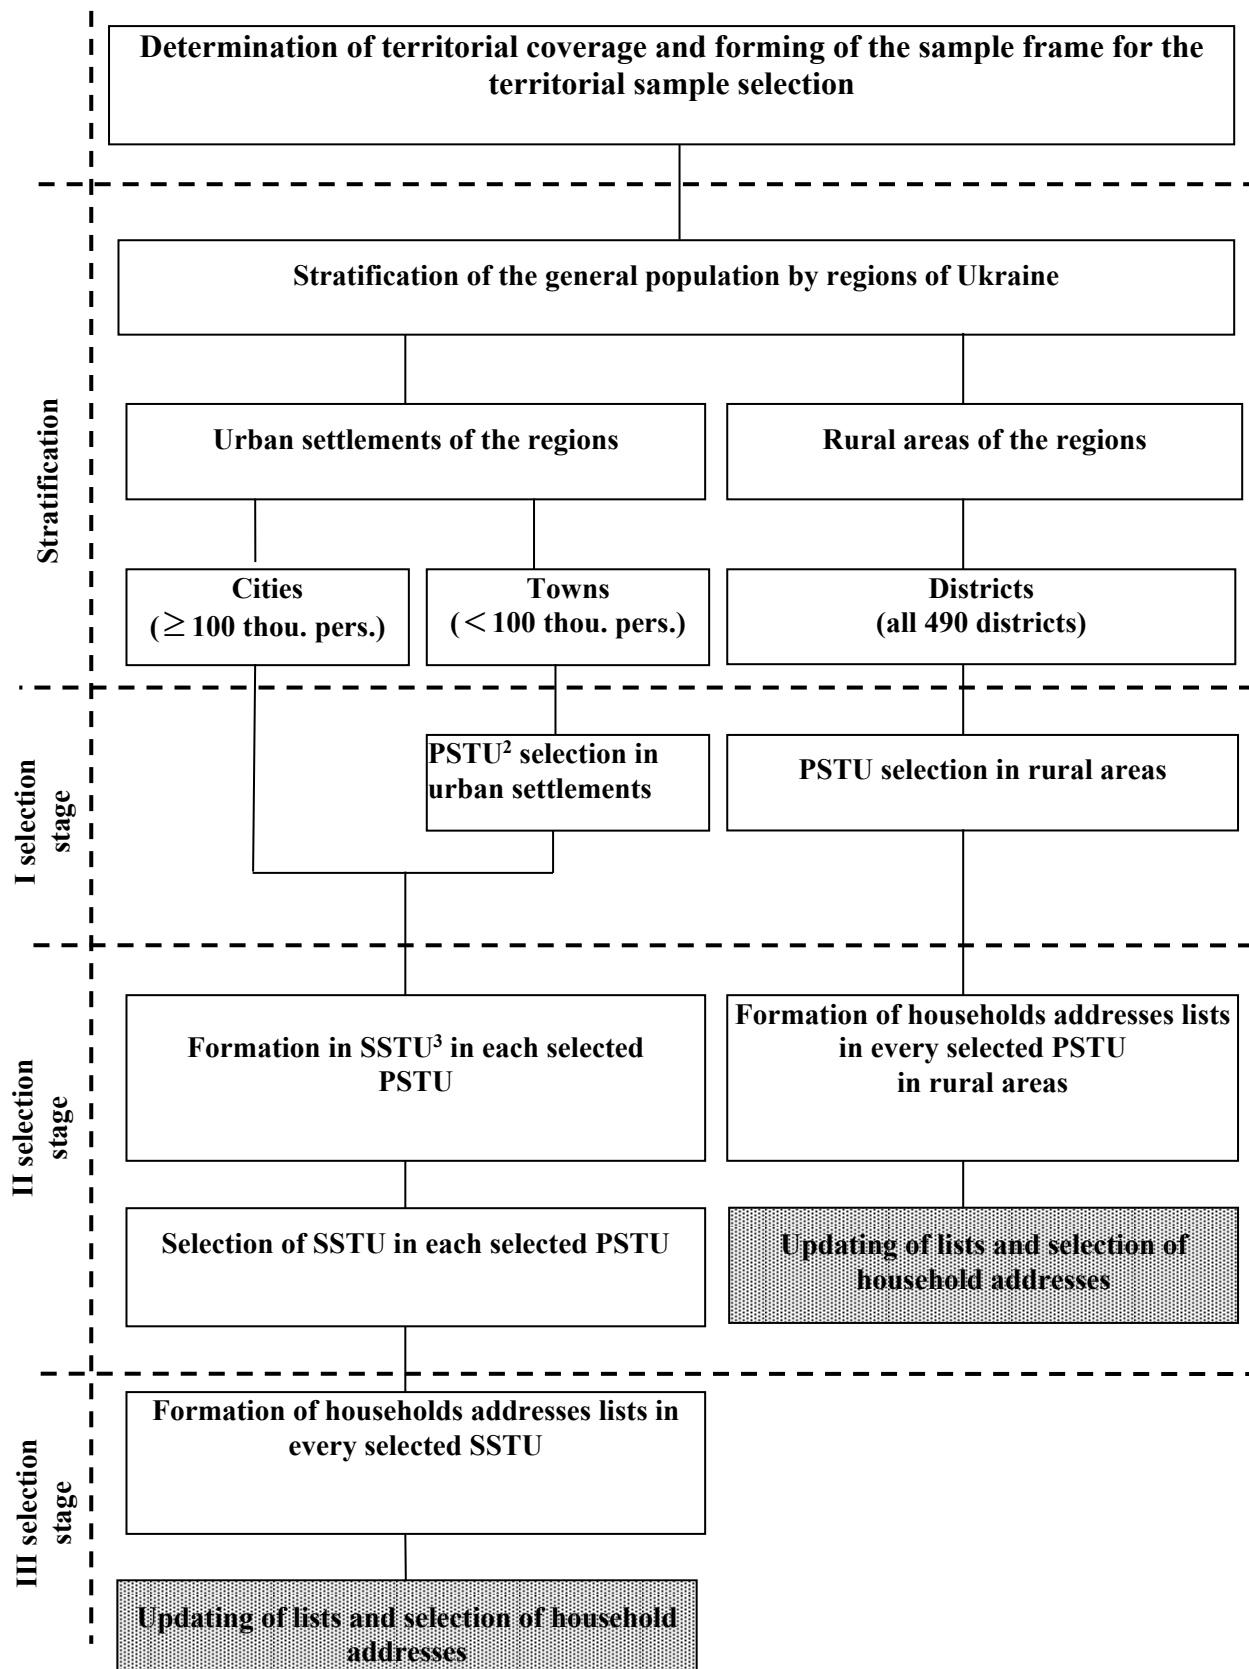 Determination of territorial coverage and forming of the sample frame for the
territorial sample selection
Stratification
Stratification of the general population by regions of Ukraine
Urban settlements of the regions
Rural areas of the regions
Cities
(≥ 100 thou. pers.)
Towns
(< 100 thou. pers.)
Districts
(all 490 districts)
I selection
stage
PSTU² selection in
urban settlements
PSTU selection in rural areas
II selection
stage
Formation in SSTU³ in each selected
PSTU
Formation of households addresses lists
in every selected PSTU
in rural areas
Selection of SSTU in each selected PSTU
Updating of lists and selection of
household addresses
III selection
stage
Formation of households addresses lists in
every selected SSTU
Updating of lists and selection of household
addresses